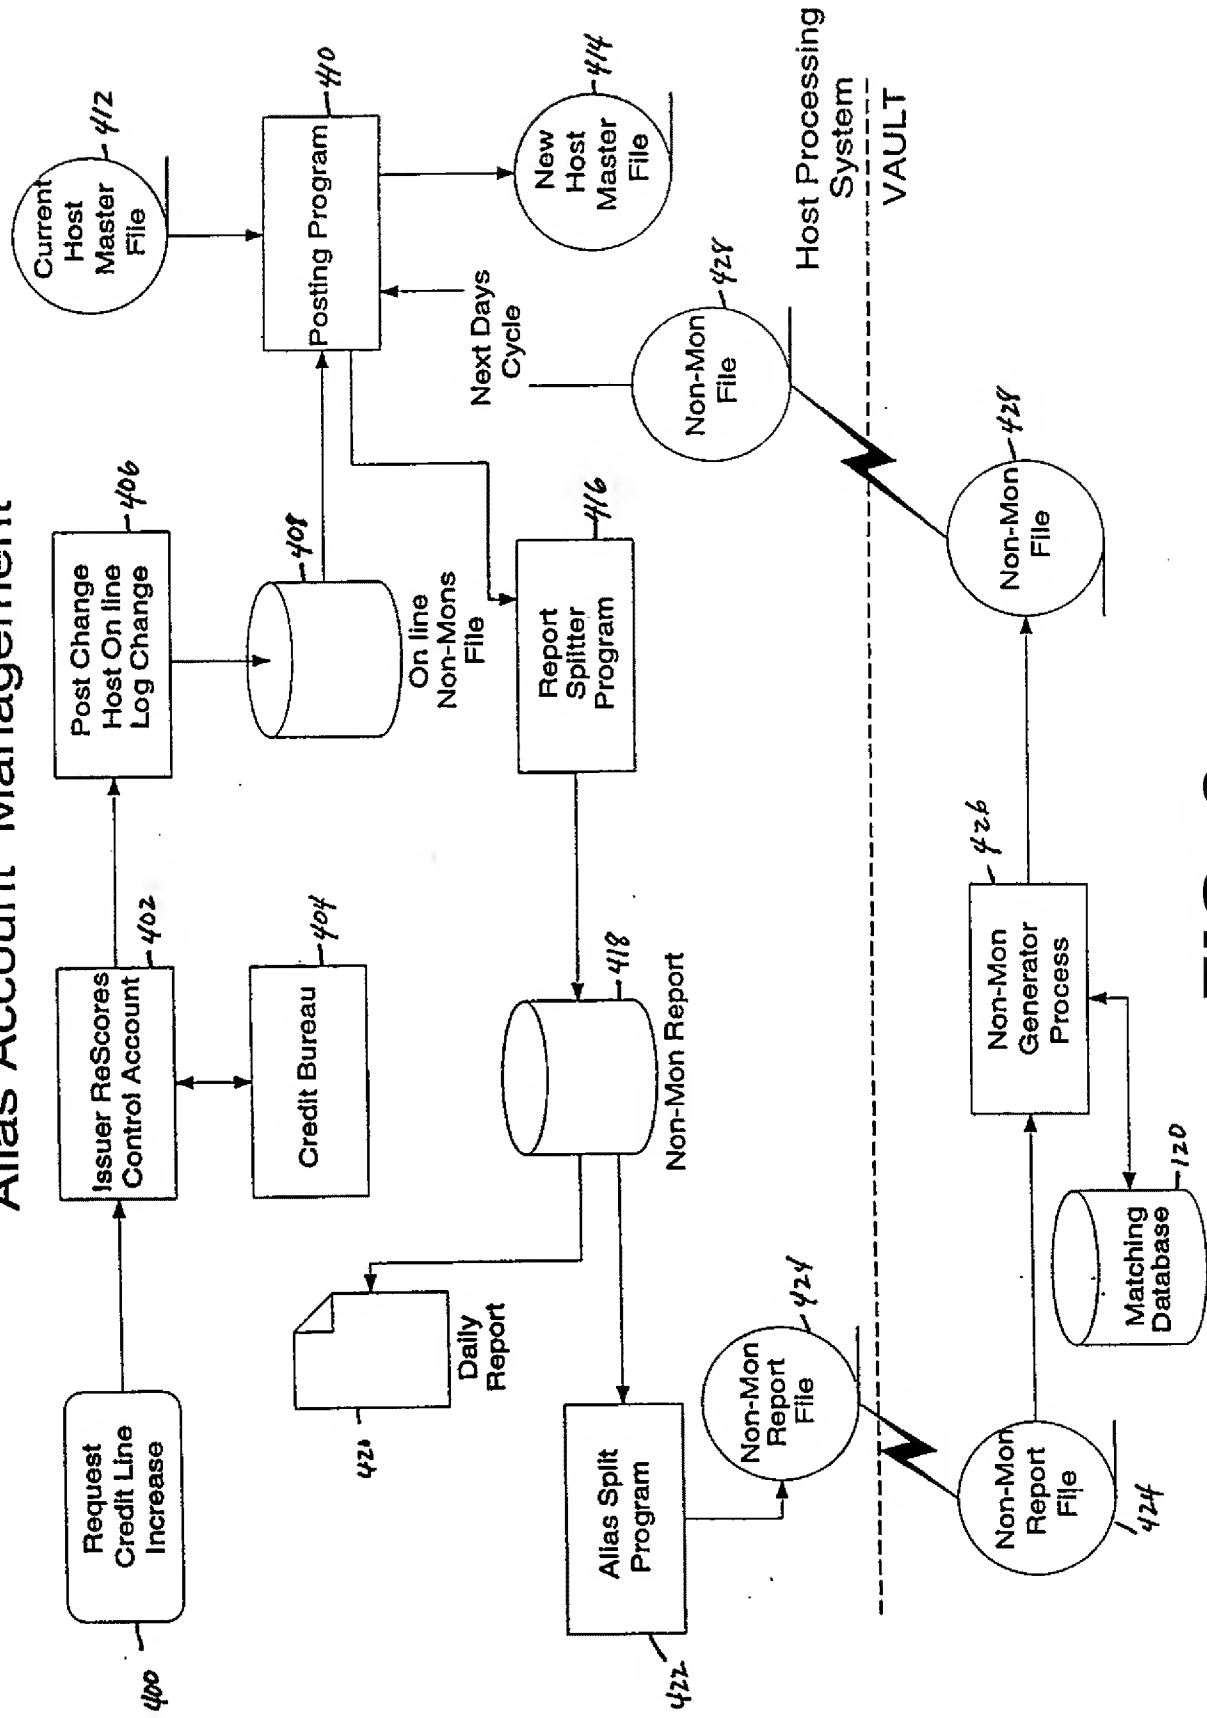 Alias Account Management
Request
Credit Line
Increase
400
Issuer ReScores
Control Account
402
Credit Bureau
404
Post Change
Host On line
Log Change
406
408
On line
Non-Mons
File
Current
Host
Master
File
412
Posting Program
410
Next Days
Cycle
New
Host
Master
File
414
Report
Splitter
Program
416
418
Non-Mon Report
Daily
Report
Alias Split
Program
422
Non-Mon
Report
File
424
Non-Mon
File
428
Host Processing
System
VAULT
Non-Mon
Report
File
424
Matching
Database
120
Non-Mon
Generator
Process
426
Non-Mon
File
428